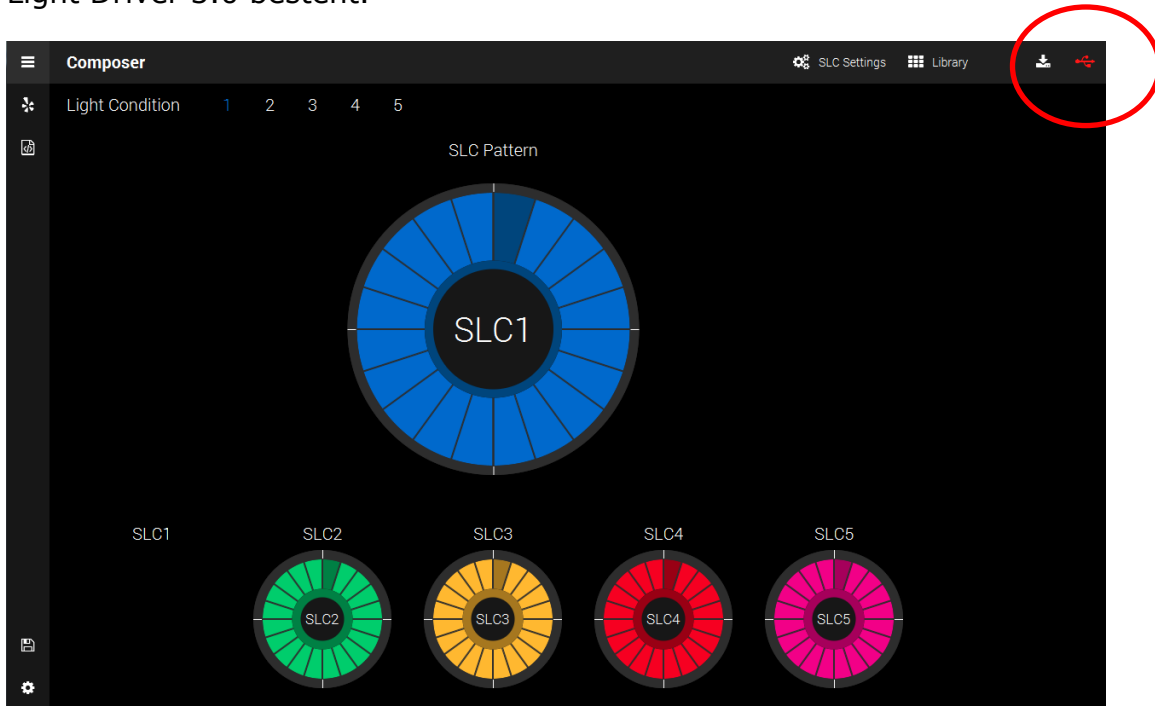 Light Driver 3.0 besteht.
Composer SLC Settings Library
Light Condition 1 2 3 4 5
SLC Pattern
SLC1
SLC1 SLC2 SLC3 SLC4 SLC5
SLC2 SLC3 SLC4 SLC5